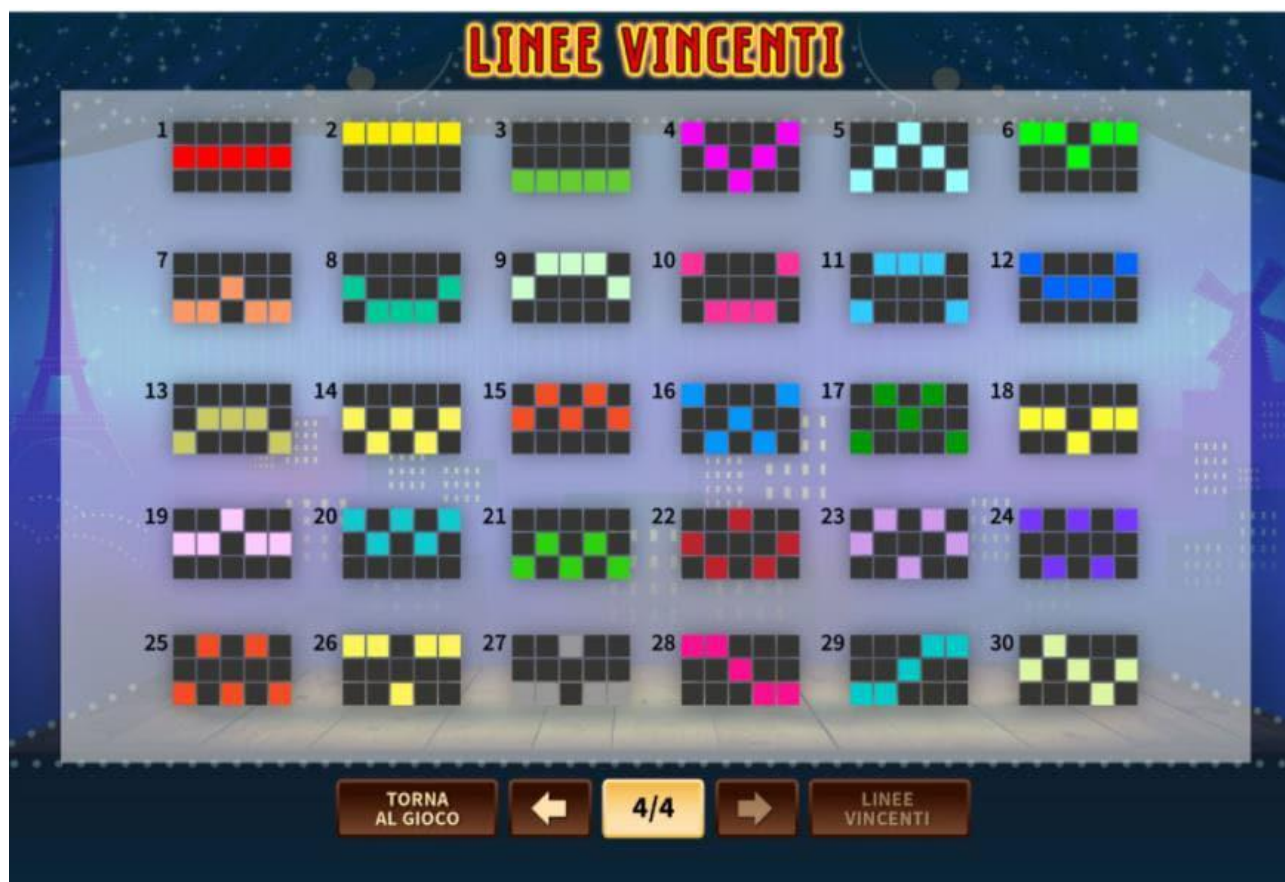 LINEE VINCENTI
1 2 3 4 5 6
7 8 9 10 11 12
13 14 15 16 17 18
19 20 21 22 23 24
25 26 27 28 29 30
TORNA
AL GIOCO
4/4
LINEE
VINCENTI